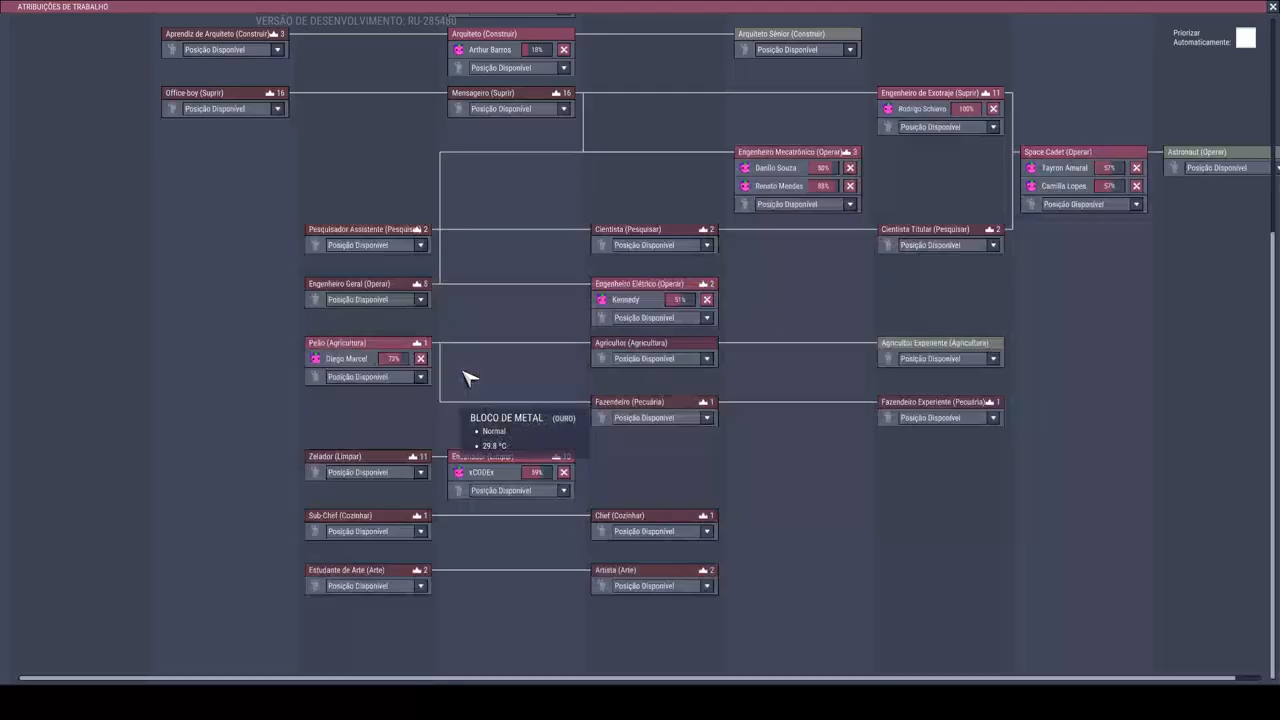 ATRIBUIÇÕES DE TRABALHO
VERSÃO DE DESENVOLVIMENTO: RU-285480
Aprendiz de Arquiteto (Construir) 3
Posição Disponível
Arquiteto (Construir)
Arthur Barros 18%
Posição Disponível
Arquiteto Sênior (Construir)
Posição Disponível
Priorizar
Automaticamente:
Office-boy (Suprir) 16
Posição Disponível
Mensageiro (Suprir) 16
Posição Disponível
Engenheiro de Exotraje (Suprir) 11
Rodrigo Schiavo 100%
Posição Disponível
Engenheiro Mecatrônico (Operar) 3
Danilo Souza 50%
Renato Mendes 88%
Posição Disponível
Space Cadet (Operar)
Tayron Amaral 57%
Camilla Lopes 57%
Posição Disponível
Astronaut (Operar)
Posição Disponível
Pesquisador Assistente (Pesquisar 2
Posição Disponível
Cientista (Pesquisar) 2
Posição Disponível
Cientista Titular (Pesquisar) 2
Posição Disponível
Engenheiro Geral (Operar) 5
Posição Disponível
Engenheiro Elétrico (Operar) 2
Kennedy 51%
Posição Disponível
Peão (Agricultura) 1
Diego Marcel 73%
Posição Disponível
Agricultor (Agricultura)
Posição Disponível
Agricultor Experiente (Agricultura)
Posição Disponível
BLOCO DE METAL (OURO)
• Normal
• 29.8 °C
Fazendeiro (Pecuária) 1
Posição Disponível
Fazendeiro Experiente (Pecuária) 1
Posição Disponível
Zelador (Limpar) 11
Posição Disponível
Encanador (Limpar) 10
xCODEx 59%
Posição Disponível
Sub-Chef (Cozinhar) 1
Posição Disponível
Chef (Cozinhar) 1
Posição Disponível
Estudante de Arte (Arte) 2
Posição Disponível
Artista (Arte) 2
Posição Disponível